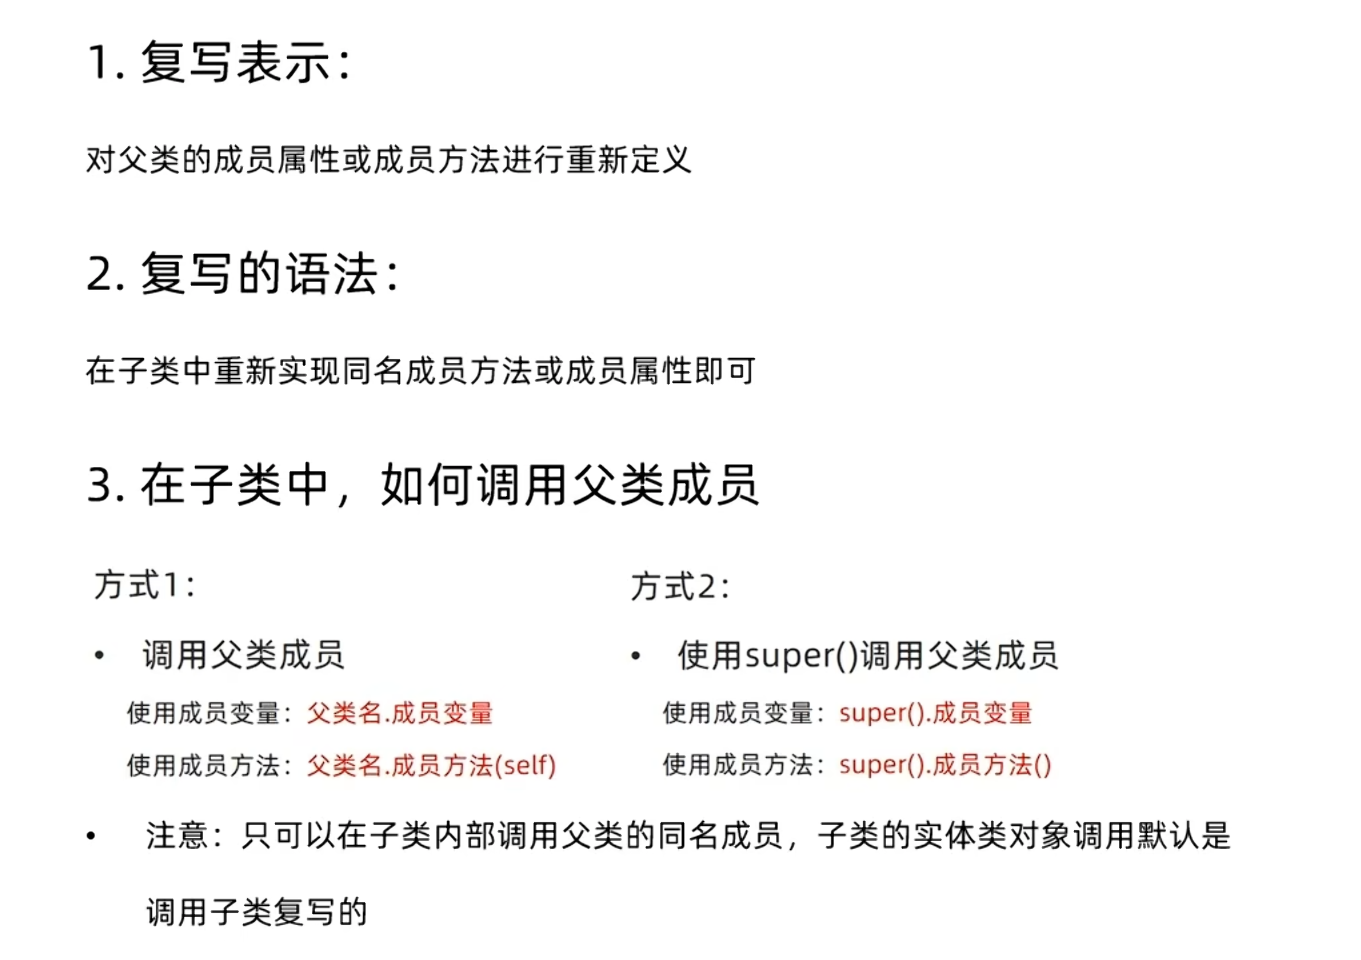 1. 复写表示：
对父类的成员属性或成员方法进行重新定义
2. 复写的语法：
在子类中重新实现同名成员方法或成员属性即可
3. 在子类中，如何调用父类成员
方式1：
• 调用父类成员
使用成员变量：父类名.成员变量
使用成员方法：父类名.成员方法(self)
方式2：
• 使用super()调用父类成员
使用成员变量：super().成员变量
使用成员方法：super().成员方法()
• 注意：只可以在子类内部调用父类的同名成员，子类的实体类对象调用默认是
调用子类复写的